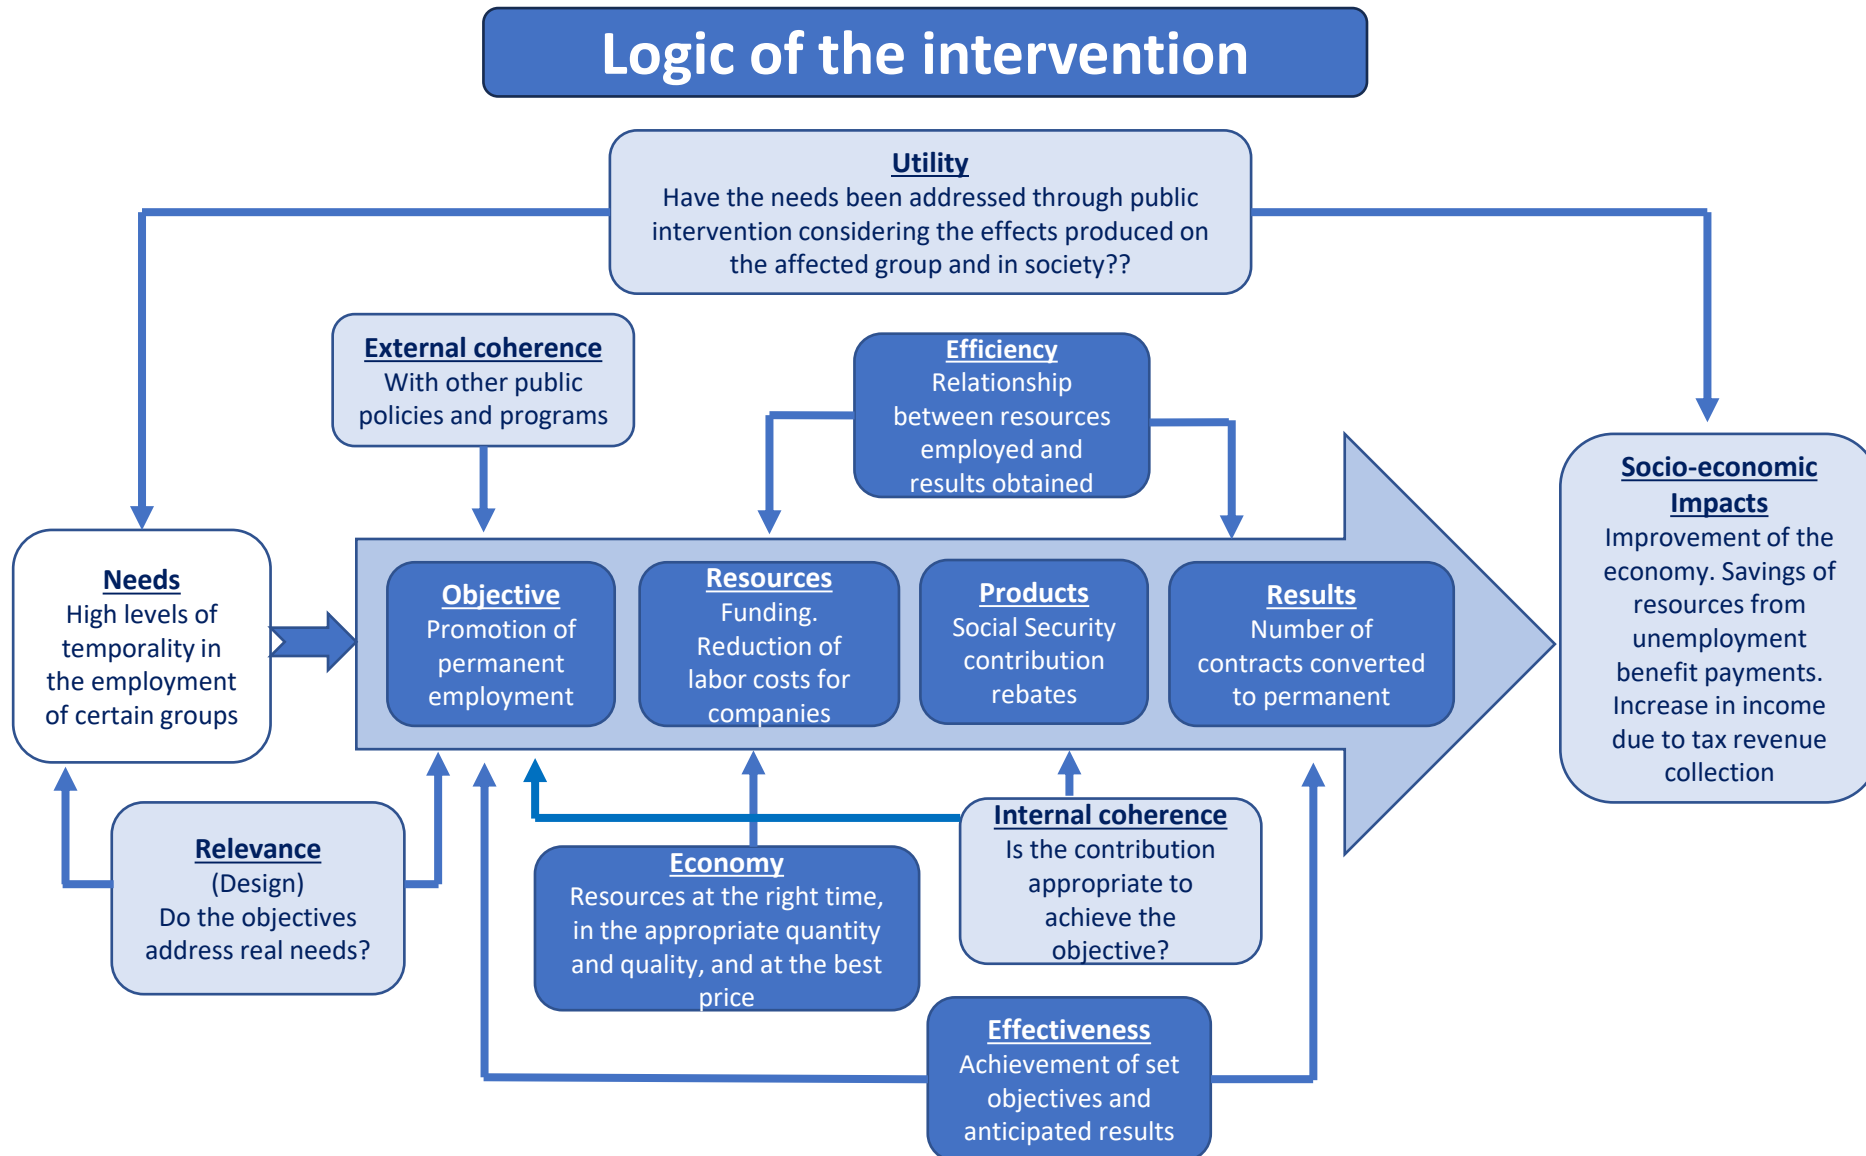 Logic of the intervention
Utility
Have the needs been addressed through public
intervention considering the effects produced on
the affected group and in society??
External coherence
With other public
policies and programs
Efficiency
Relationship
between resources
employed and
results obtained
Needs
High levels of
temporality in
the employment
of certain groups
Objective
Promotion of
permanent
employment
Resources
Funding.
Reduction of
labor costs for
companies
Products
Social Security
contribution
rebates
Results
Number of
contracts converted
to permanent
Socio-economic
Impacts
Improvement of the
economy. Savings of
resources from
unemployment
benefit payments.
Increase in income
due to tax revenue
collection
Relevance
(Design)
Do the objectives
address real needs?
Economy
Resources at the right time,
in the appropriate quantity
and quality, and at the best
price
Internal coherence
Is the contribution
appropriate to
achieve the
objective?
Effectiveness
Achievement of set
objectives and
anticipated results